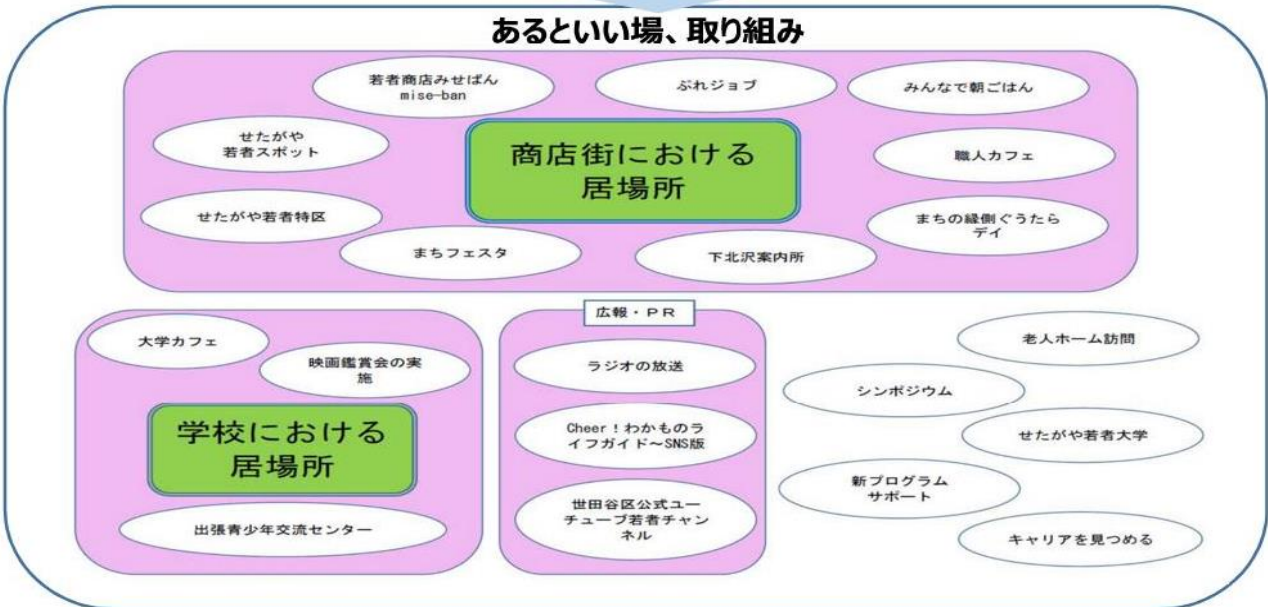 あるといい場、取り組み
若者商店みせばん
mise-ban
ぷれジョブ
みんなで朝ごはん
せたがや
若者スポット
商店街における
居場所
職人カフェ
せたがや若者特区
まちの縁側ぐうたら
デイ
まちフェスタ
下北沢案内所
大学カフェ
映画鑑賞会の実
施
学校における
居場所
出張青少年交流センター
広報・PR
ラジオの放送
Cheer！わかものラ
イフガイド～SNS版
世田谷区公式ユー
チューブ若者チャン
ネル
老人ホーム訪問
シンポジウム
せたがや若者大学
新プログラム
サポート
キャリアを見つめる